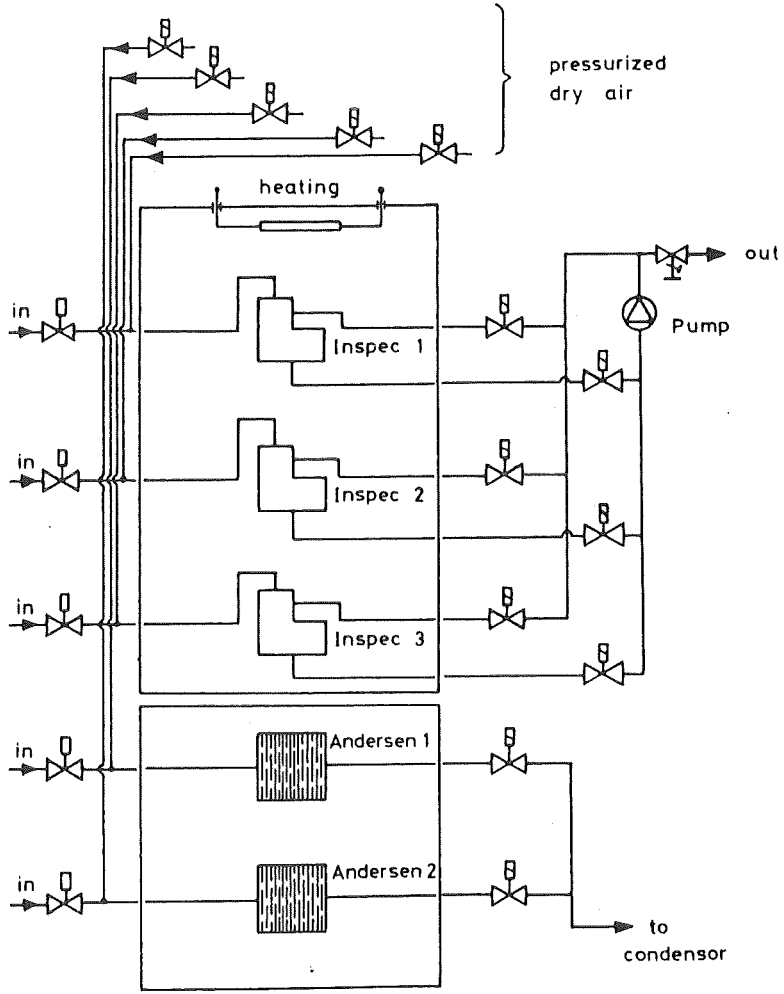 pressurized
dry air
heating
out
in
Pump
Inspec 1
in
Inspec 2
in
Inspec 3
in
Andersen 1
in
Andersen 2
to
condensor